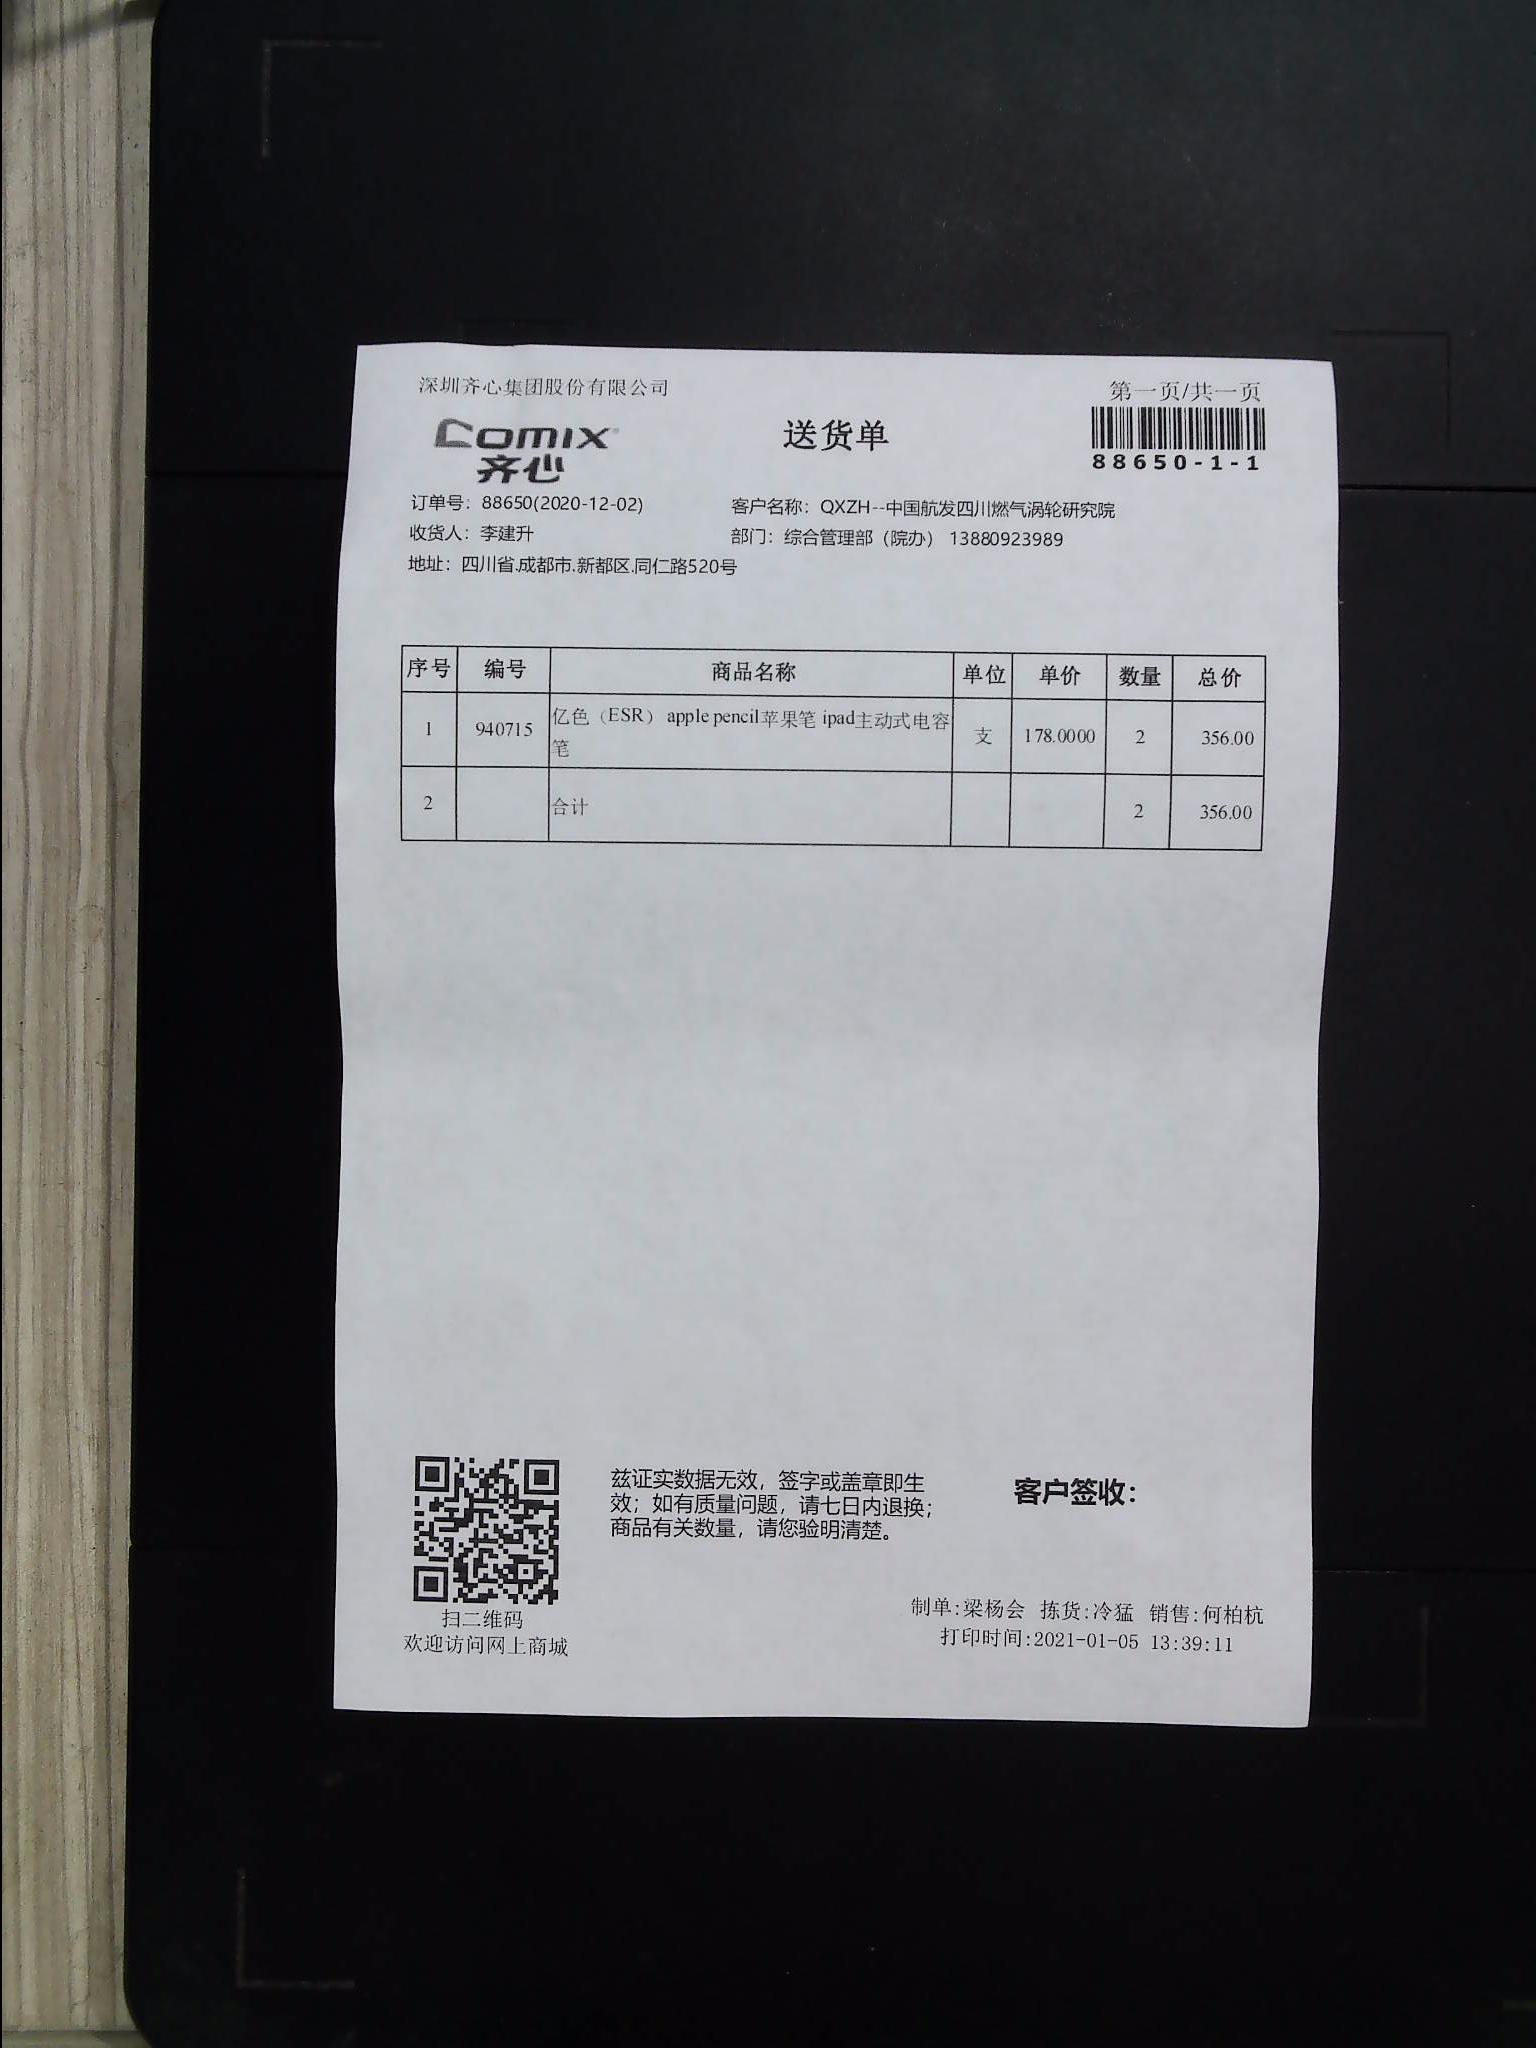 深圳齐心集团股份有限公司
第一页/共一页
Comix®
齐心
送货单
88650-1-1
订单号：88650(2020-12-02)
客户名称：QXZH--中国航发四川燃气涡轮研究院
收货人：李建升
部门：综合管理部（院办） 13880923989
地址：四川省.成都市.新都区.同仁路520号
序号 编号 商品名称 单位 单价 数量 总价
1 940715 亿色（ESR） apple pencil苹果笔 ipad主动式电容 支 178.0000 2 356.00
笔
2 合计 2 356.00
兹证实数据无效，签字或盖章即生
效；如有质量问题，请七日内退换；
商品有关数量，请您验明清楚。
客户签收：
扫二维码
欢迎访问网上商城
制单:梁杨会 拣货:冷猛 销售:何柏杭
打印时间:2021-01-05 13:39:11